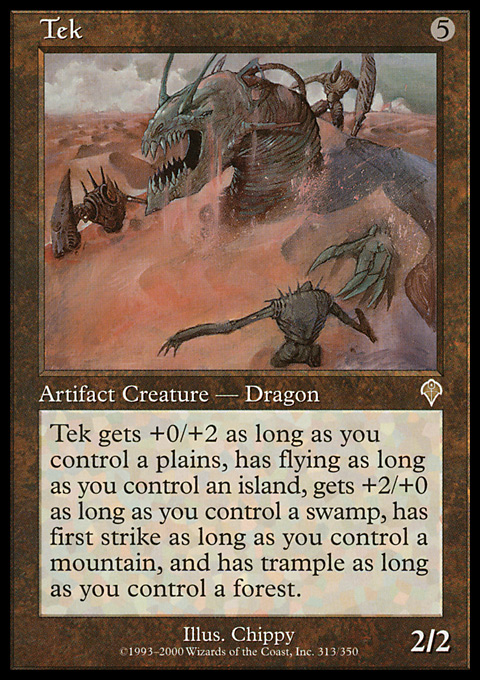 Tek
5
Artifact Creature — Dragon
Tek gets +0/+2 as long as you
control a plains, has flying as long
as you control an island, gets +2/+0
as long as you control a swamp, has
first strike as long as you control a
mountain, and has trample as long
as you control a forest.
Illus. Chippy
©1993–2000 Wizards of the Coast, Inc. 313/350
2/2